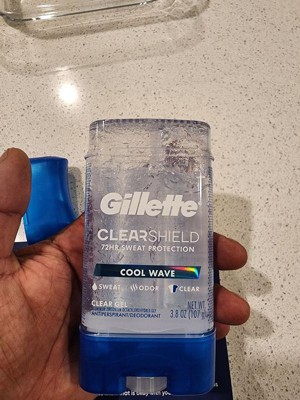 Gillette
CLEARSHIELD
72HR SWEAT PROTECTION
COOL WAVE
SWEAT ODOR CLEAR
CLEAR GEL
ANTIPERSPIRANT/DEODORANT
NET WT
3.8 OZ (107 g)